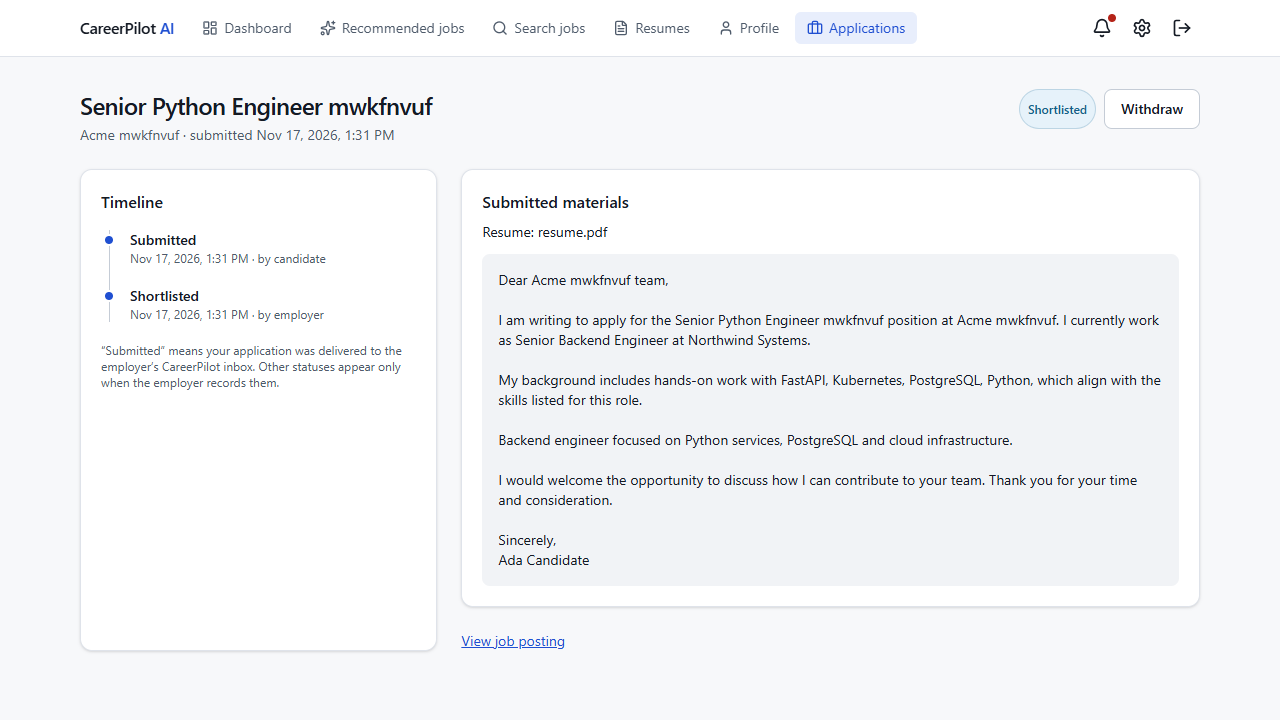 CareerPilot AI
Dashboard
Recommended jobs
Search jobs
Resumes
Profile
Applications
Senior Python Engineer mwkfnvuf
Acme mwkfnvuf · submitted Nov 17, 2026, 1:31 PM
Shortlisted
Withdraw
Timeline
Submitted
Nov 17, 2026, 1:31 PM · by candidate
Shortlisted
Nov 17, 2026, 1:31 PM · by employer
“Submitted” means your application was delivered to the
employer’s CareerPilot inbox. Other statuses appear only
when the employer records them.
Submitted materials
Resume: resume.pdf
Dear Acme mwkfnvuf team,
I am writing to apply for the Senior Python Engineer mwkfnvuf position at Acme mwkfnvuf. I currently work
as Senior Backend Engineer at Northwind Systems.
My background includes hands-on work with FastAPI, Kubernetes, PostgreSQL, Python, which align with the
skills listed for this role.
Backend engineer focused on Python services, PostgreSQL and cloud infrastructure.
I would welcome the opportunity to discuss how I can contribute to your team. Thank you for your time
and consideration.
Sincerely,
Ada Candidate
View job posting